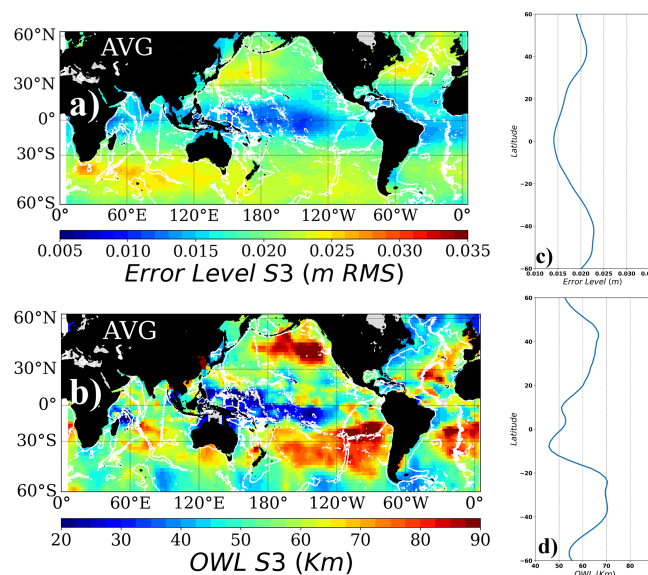 60°N
AVG
30°N
a)
0°
30°S
60°S
0° 60°E 120°E 180° 120°W 60°W 0°
0.005 0.010 0.015 0.020 0.025 0.030 0.035
Error Level S3 (m RMS)
60
40
20
0
-20
-40
-60
Latitude
c)
0.010 0.015 0.020 0.025 0.030 0.03
Error Level (m)
60°N
AVG
30°N
b)
0°
30°S
60°S
0° 60°E 120°E 180° 120°W 60°W 0°
20 30 40 50 60 70 80 90
OWL S3 (Km)
60
40
20
0
-20
-40
-60
Latitude
d)
40 50 60 70 80
OWL (Km)